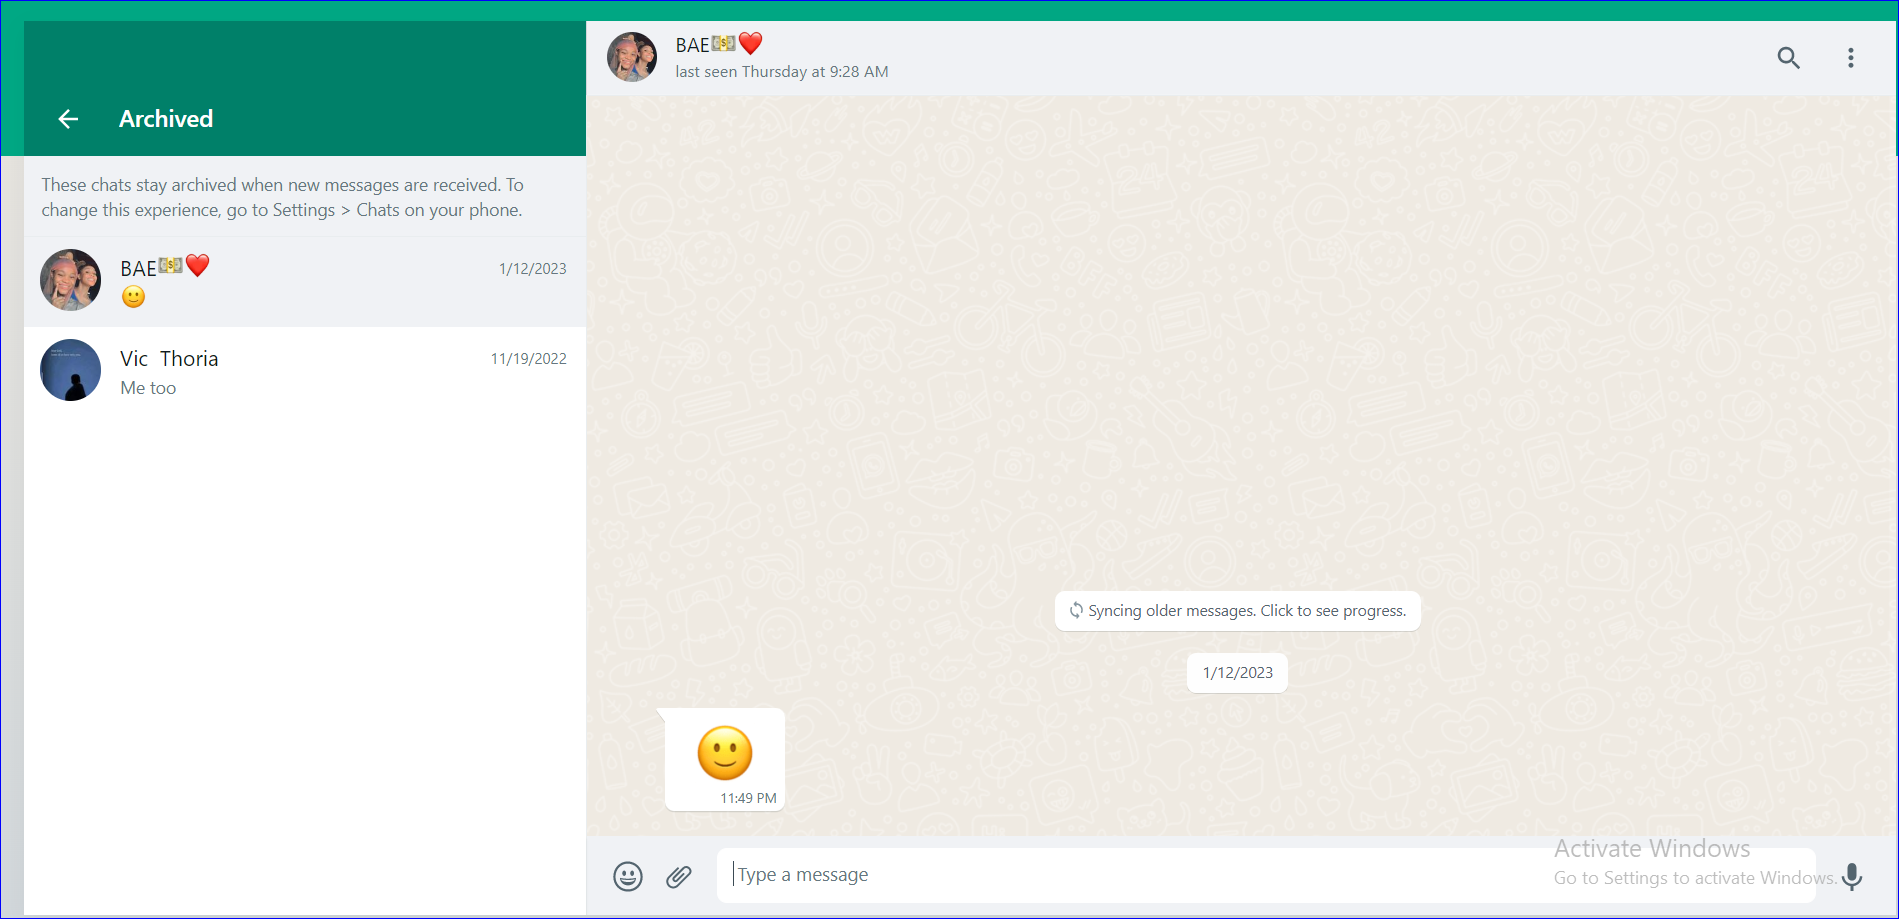 Archived
These chats stay archived when new messages are received. To
change this experience, go to Settings > Chats on your phone.
BAE💵❤️
1/12/2023
🙂
Vic Thoria
11/19/2022
Me too
BAE💵❤️
last seen Thursday at 9:28 AM
Syncing older messages. Click to see progress.
1/12/2023
🙂
11:49 PM
Type a message
Activate Windows
Go to Settings to activate Windows.